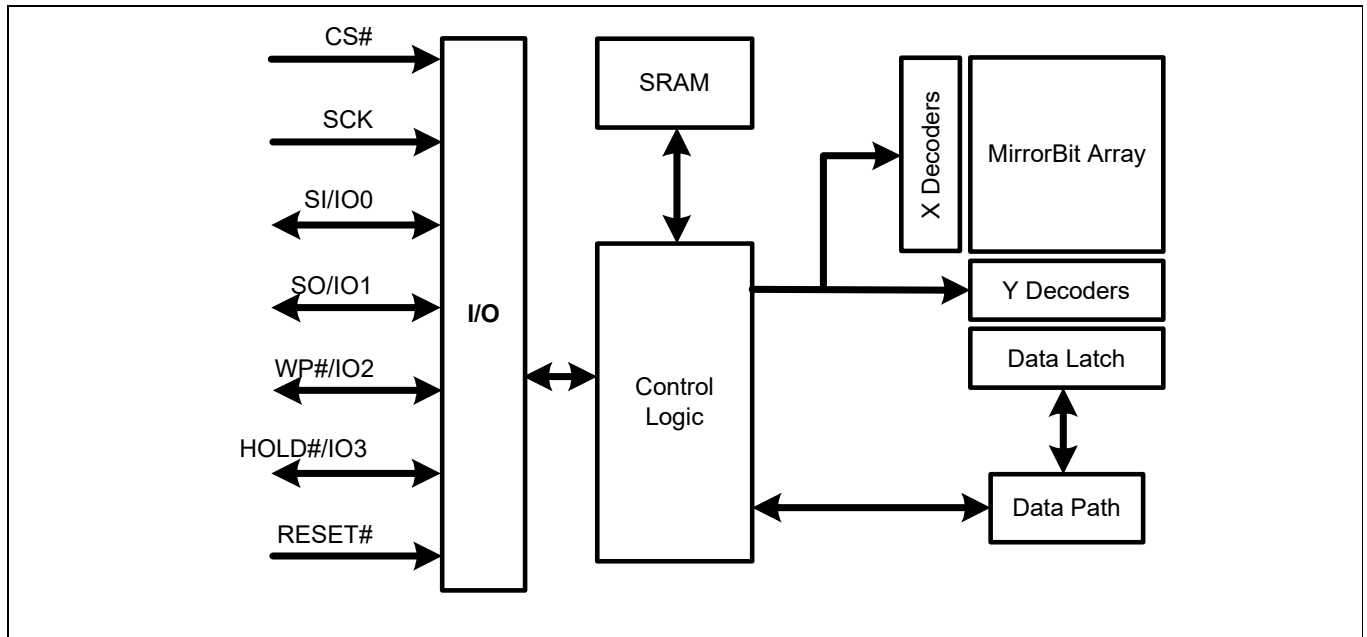 CS#
SCK
SI/IO0
SO/IO1
WP#/IO2
HOLD#/IO3
RESET#
I/O
SRAM
Control
Logic
X Decoders
MirrorBit Array
Y Decoders
Data Latch
Data Path